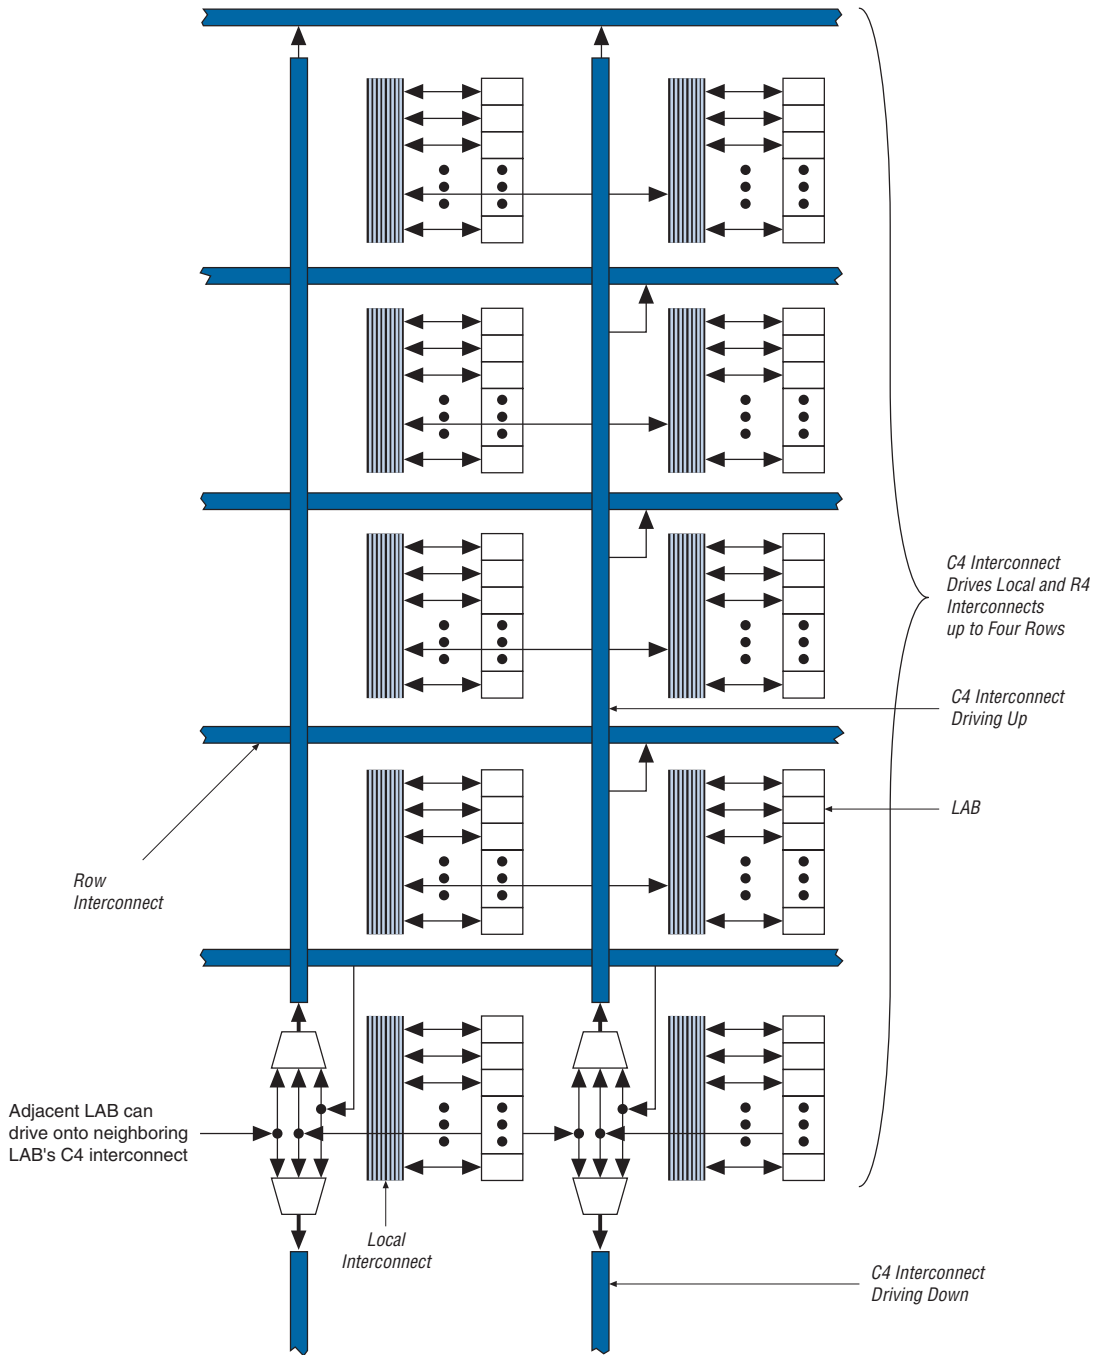 C4 Interconnect
Drives Local and R4
Interconnects
up to Four Rows
C4 Interconnect
Driving Up
LAB
Row
Interconnect
Adjacent LAB can
drive onto neighboring
LAB's C4 interconnect
Local
Interconnect
C4 Interconnect
Driving Down